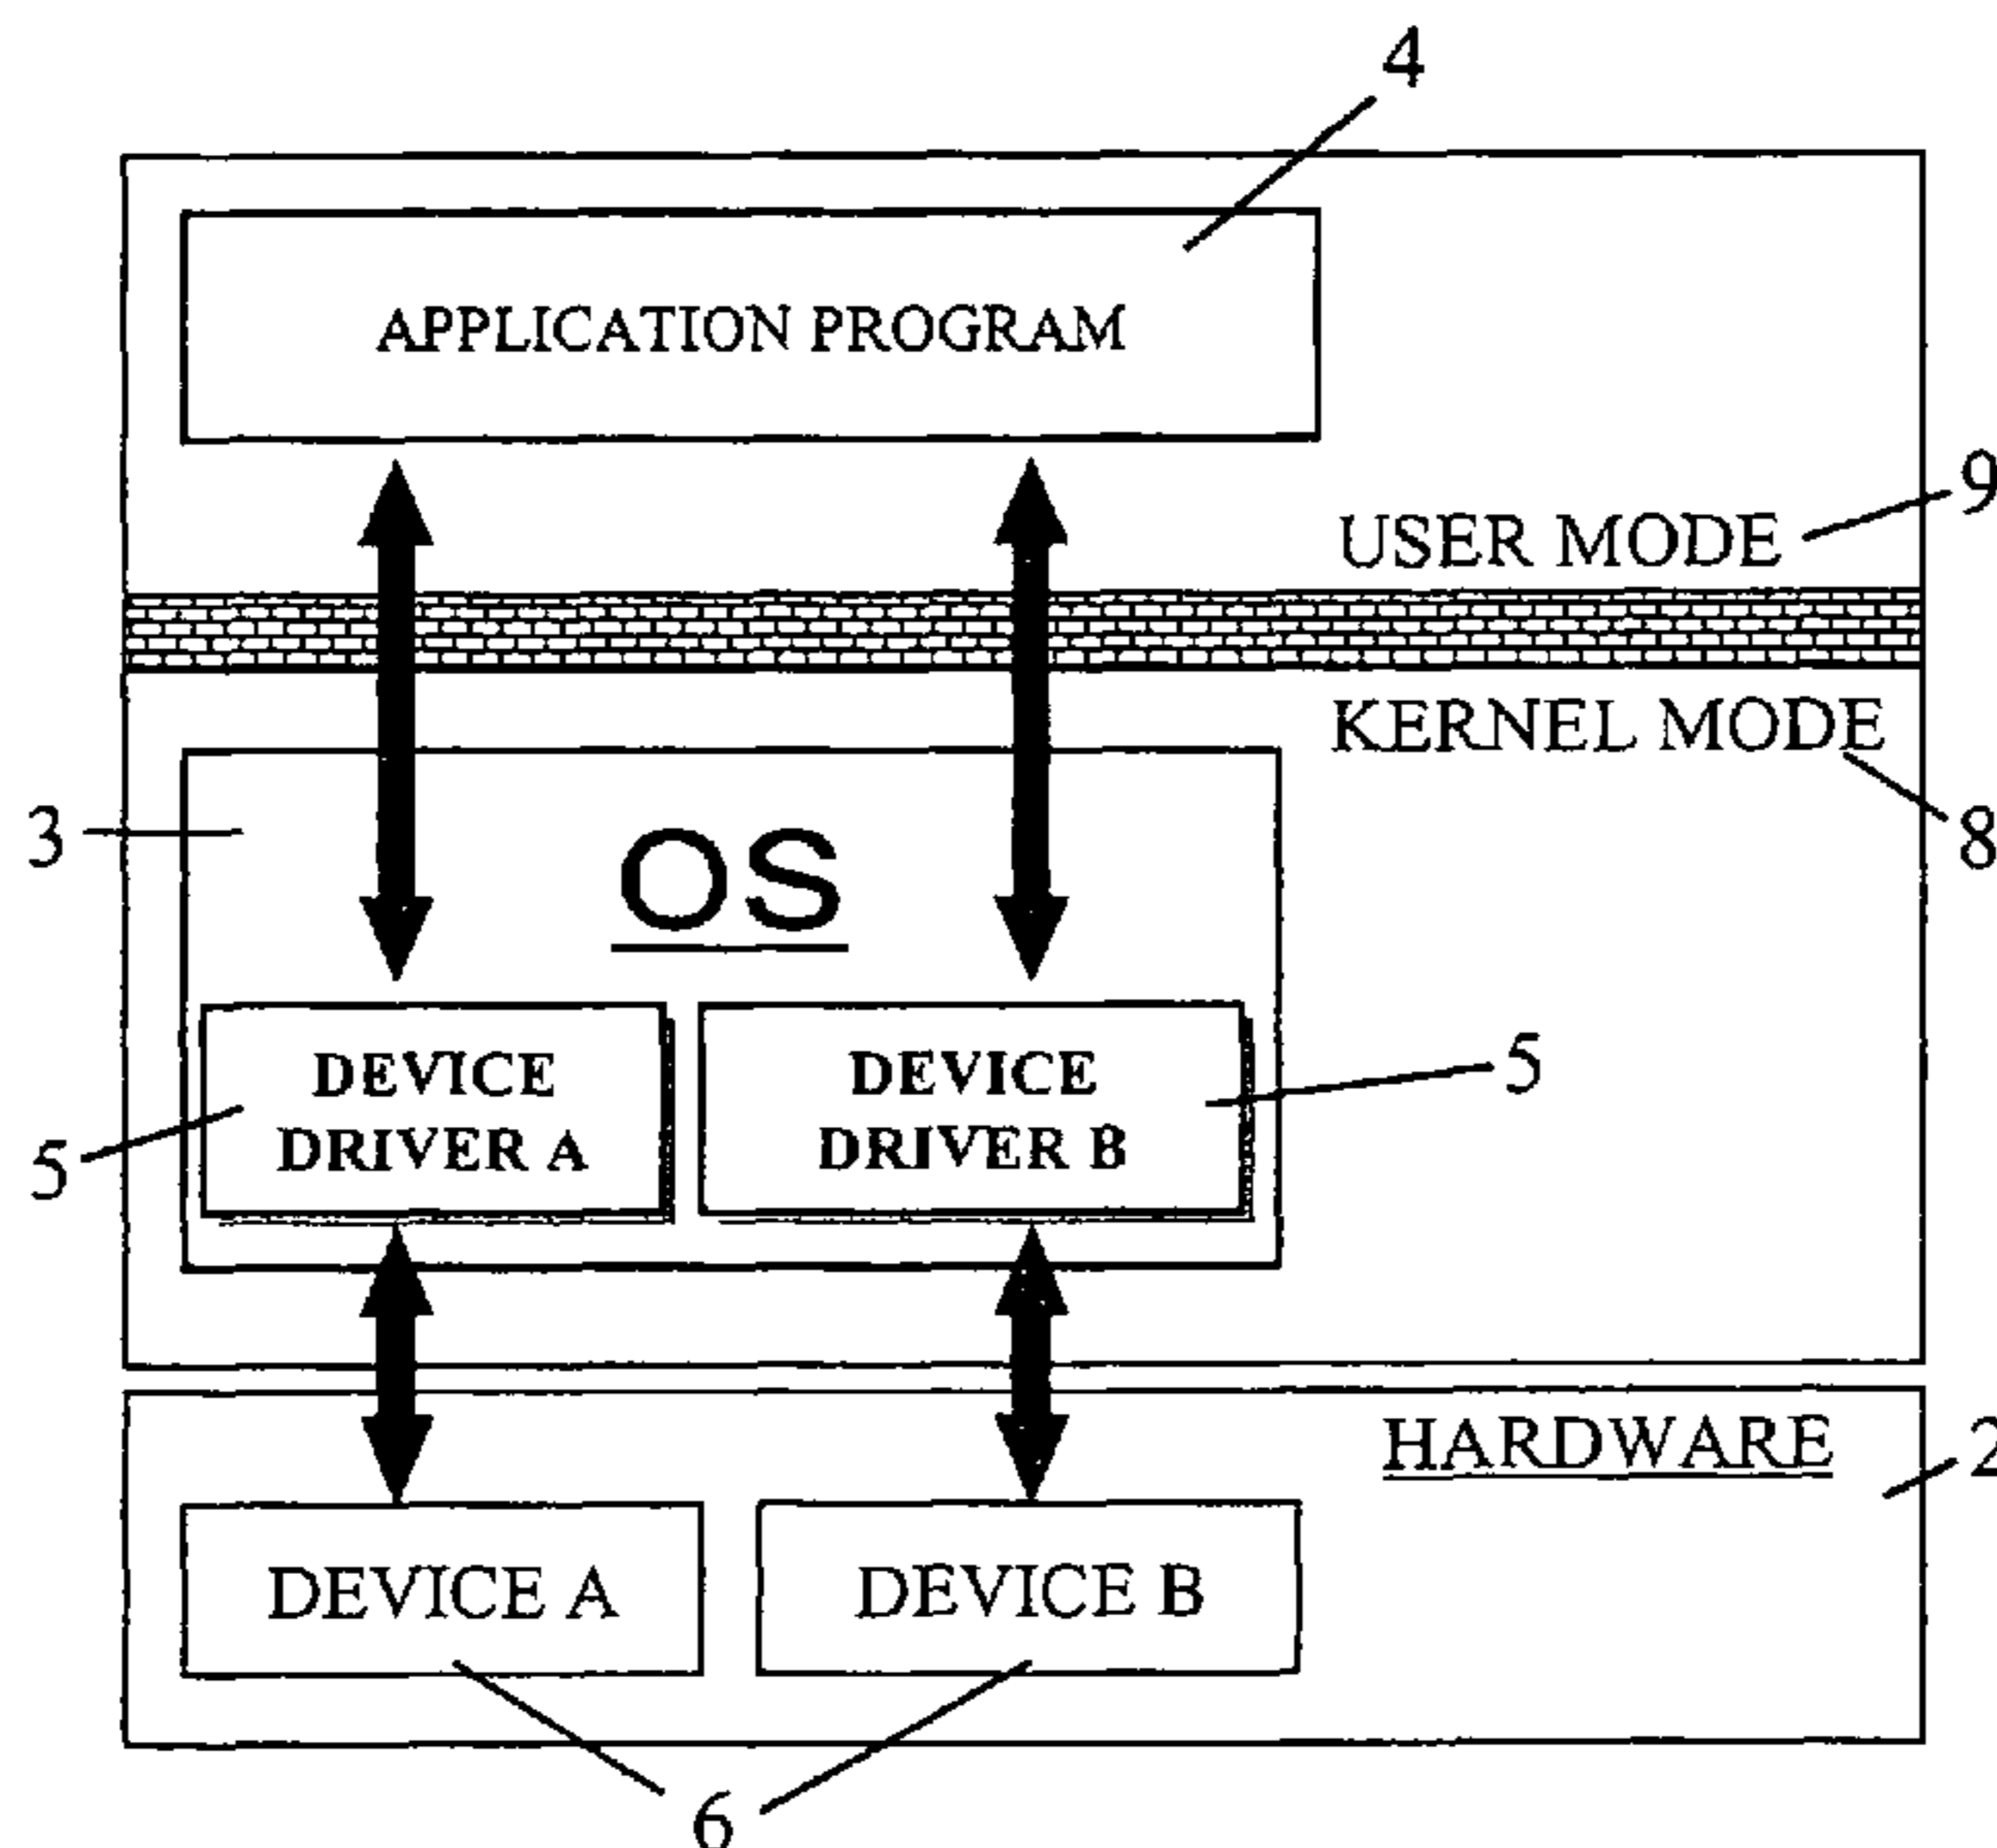 4
APPLICATION PROGRAM
9
USER MODE
KERNEL MODE
8
3
OS
5
DEVICE
DRIVER A
DEVICE
DRIVER B
5
HARDWARE
2
DEVICE A
DEVICE B
6